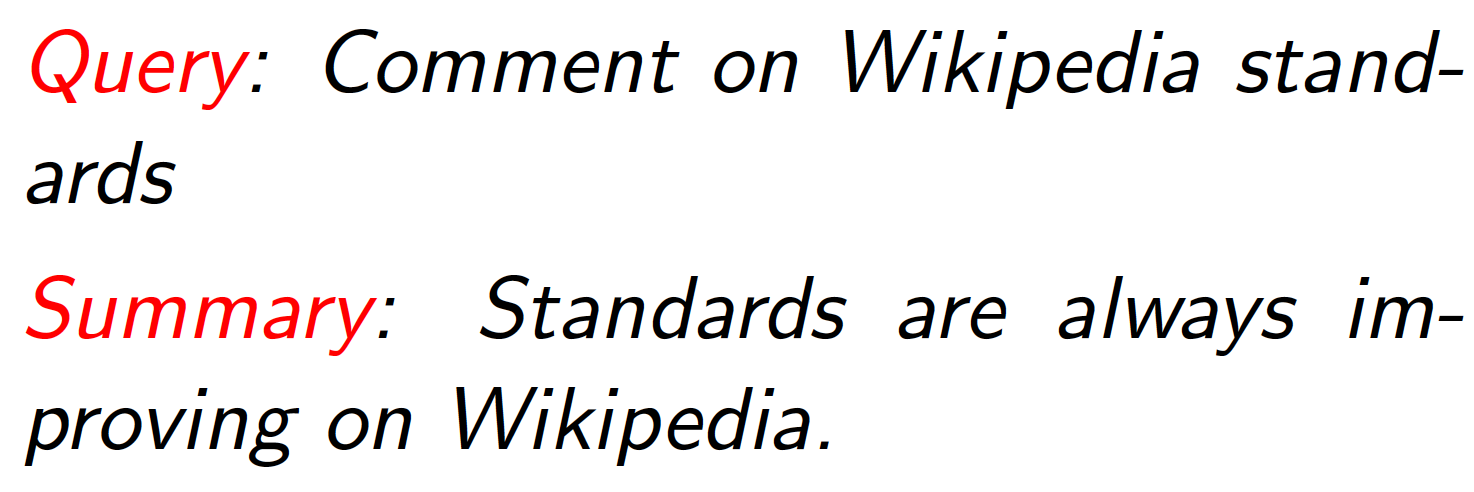 Query: Comment on Wikipedia stand-
ards
Summary: Standards are always im-
proving on Wikipedia.